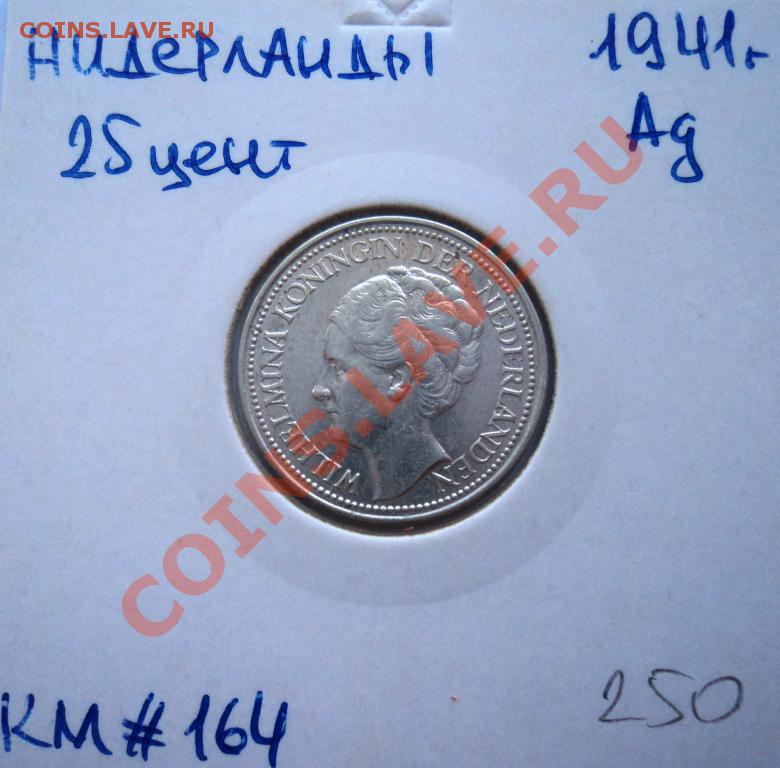 COINS.LAVE.RU
НИДЕРЛАНДЫ 1941г.
25 цент Ag
WILHELMINA KONINGIN DER NEDERLANDEN
COINS.LAVE.RU
KM # 164 250